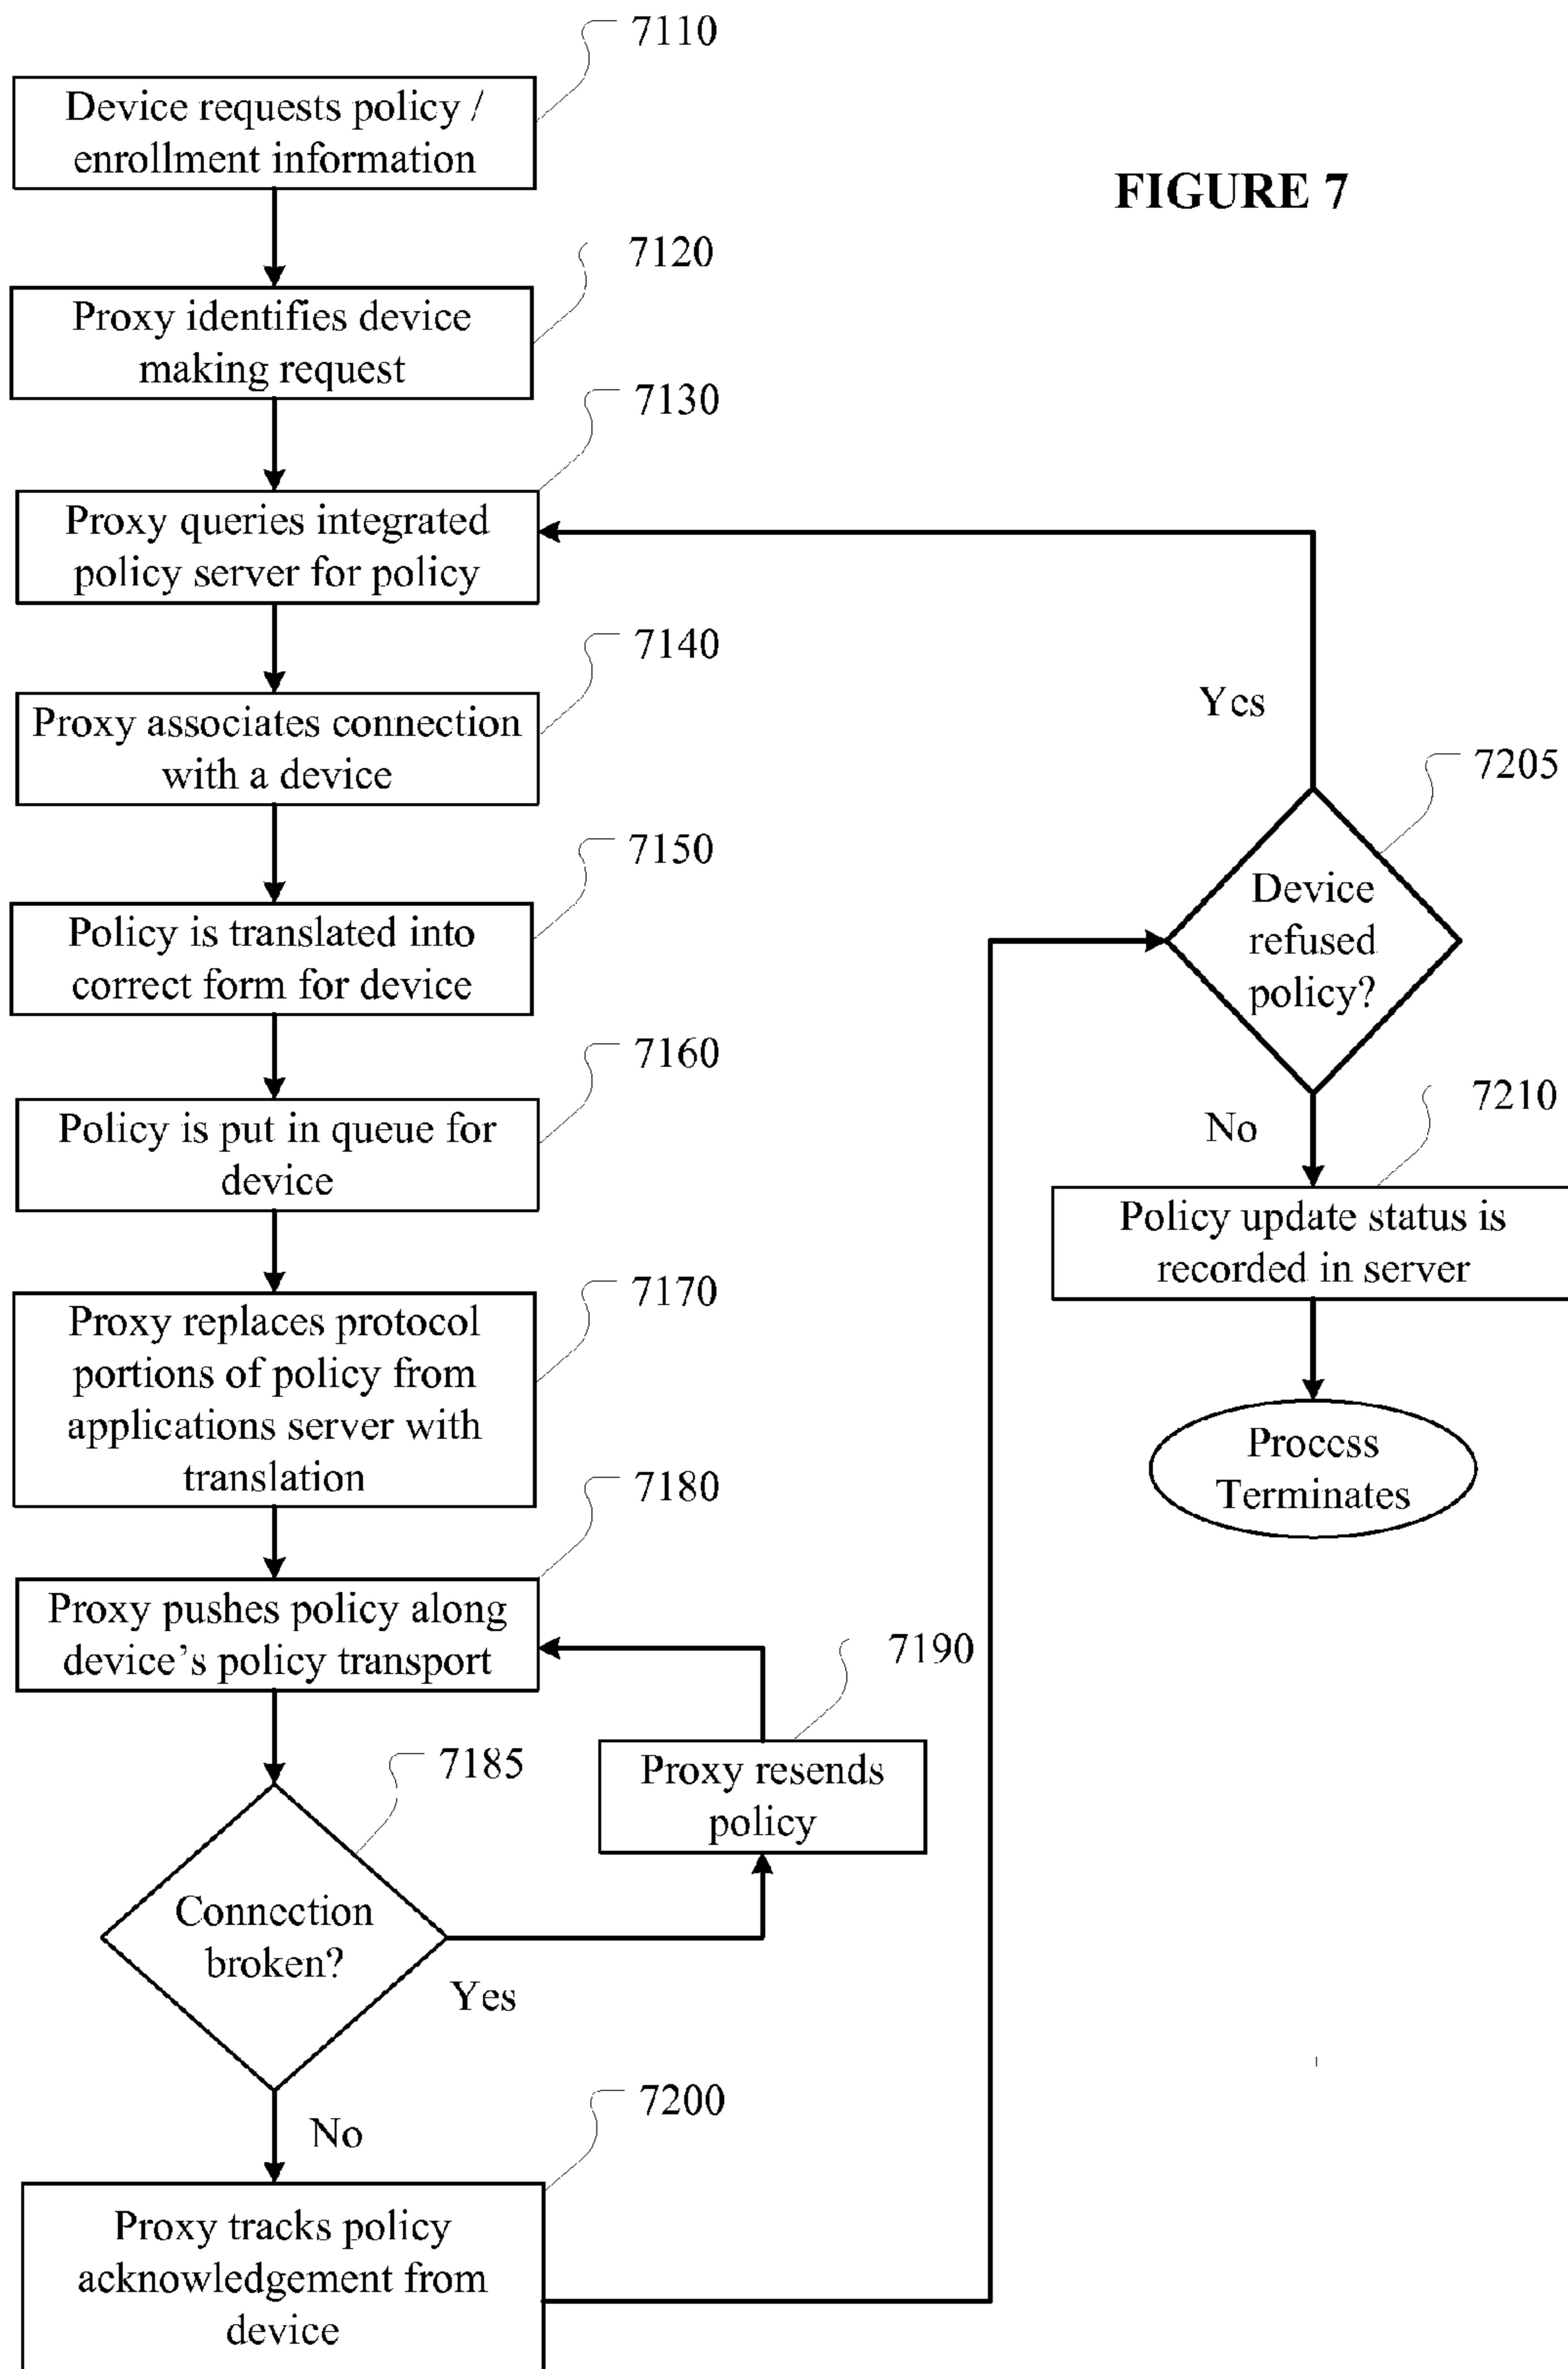 7110
Device requests policy /
enrollment information
FIGURE 7
7120
Proxy identifies device
making request
7130
Proxy queries integrated
policy server for policy
7140
Proxy associates connection
with a device
Yes
7205
7150
Policy is translated into
correct form for device
Device
refused
policy?
7160
Policy is put in queue for
device
7210
No
Policy update status is
recorded in server
7170
Proxy replaces protocol
portions of policy from
applications server with
translation
Process
Terminates
7180
Proxy pushes policy along
device's policy transport
7190
Proxy resends
policy
7185
Connection
broken?
Yes
No
7200
Proxy tracks policy
acknowledgement from
device